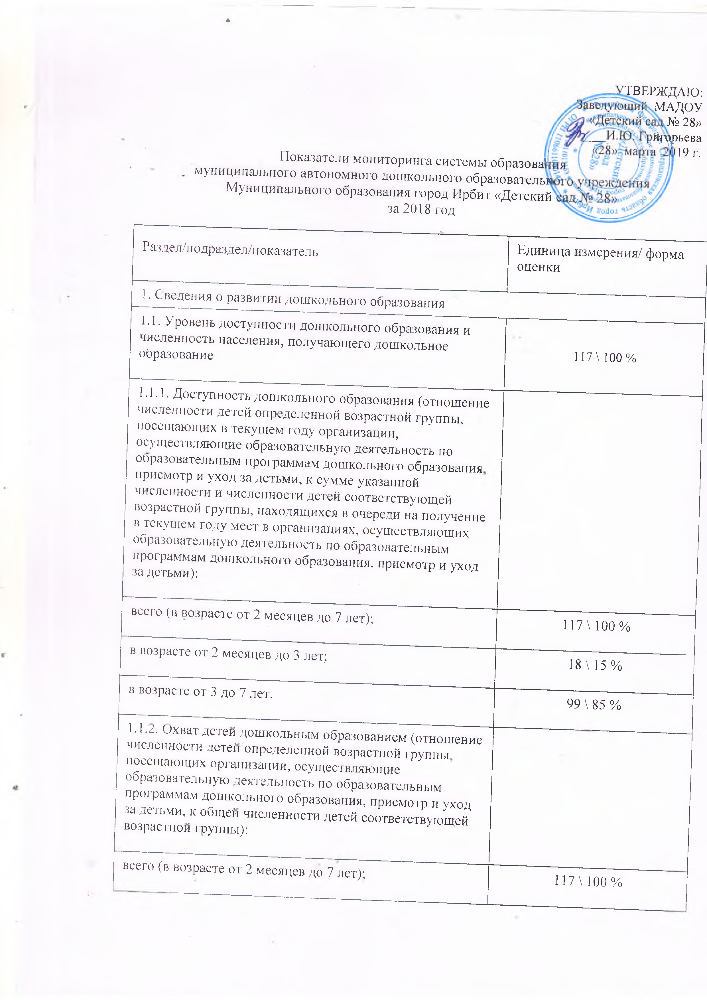 УТВЕРЖДАЮ:
Заведующий МАДОУ
«Детский сад № 28»
____И.Ю. Григорьева
«28» марта 2019 г.
Показатели мониторинга системы образования
муниципального автономного дошкольного образовательного учреждения
Муниципального образования город Ирбит «Детский сад № 28»
за 2018 год
Раздел/подраздел/показатель
Единица измерения/ форма
оценки
1. Сведения о развитии дошкольного образования
1.1. Уровень доступности дошкольного образования и
численность населения, получающего дошкольное
образование
117 \ 100 %
1.1.1. Доступность дошкольного образования (отношение
численности детей определенной возрастной группы,
посещающих в текущем году организации,
осуществляющие образовательную деятельность по
образовательным программам дошкольного образования,
присмотр и уход за детьми, к сумме указанной
численности и численности детей соответствующей
возрастной группы, находящихся в очереди на получение
в текущем году мест в организациях, осуществляющих
образовательную деятельность по образовательным
программам дошкольного образования, присмотр и уход
за детьми):
всего (в возрасте от 2 месяцев до 7 лет);
117 \ 100 %
в возрасте от 2 месяцев до 3 лет;
18 \ 15 %
в возрасте от 3 до 7 лет.
99 \ 85 %
1.1.2. Охват детей дошкольным образованием (отношение
численности детей определенной возрастной группы,
посещающих организации, осуществляющие
образовательную деятельность по образовательным
программам дошкольного образования, присмотр и уход
за детьми, к общей численности детей соответствующей
возрастной группы):
всего (в возрасте от 2 месяцев до 7 лет);
117 \ 100 %
«Детский
сад
№ 28»